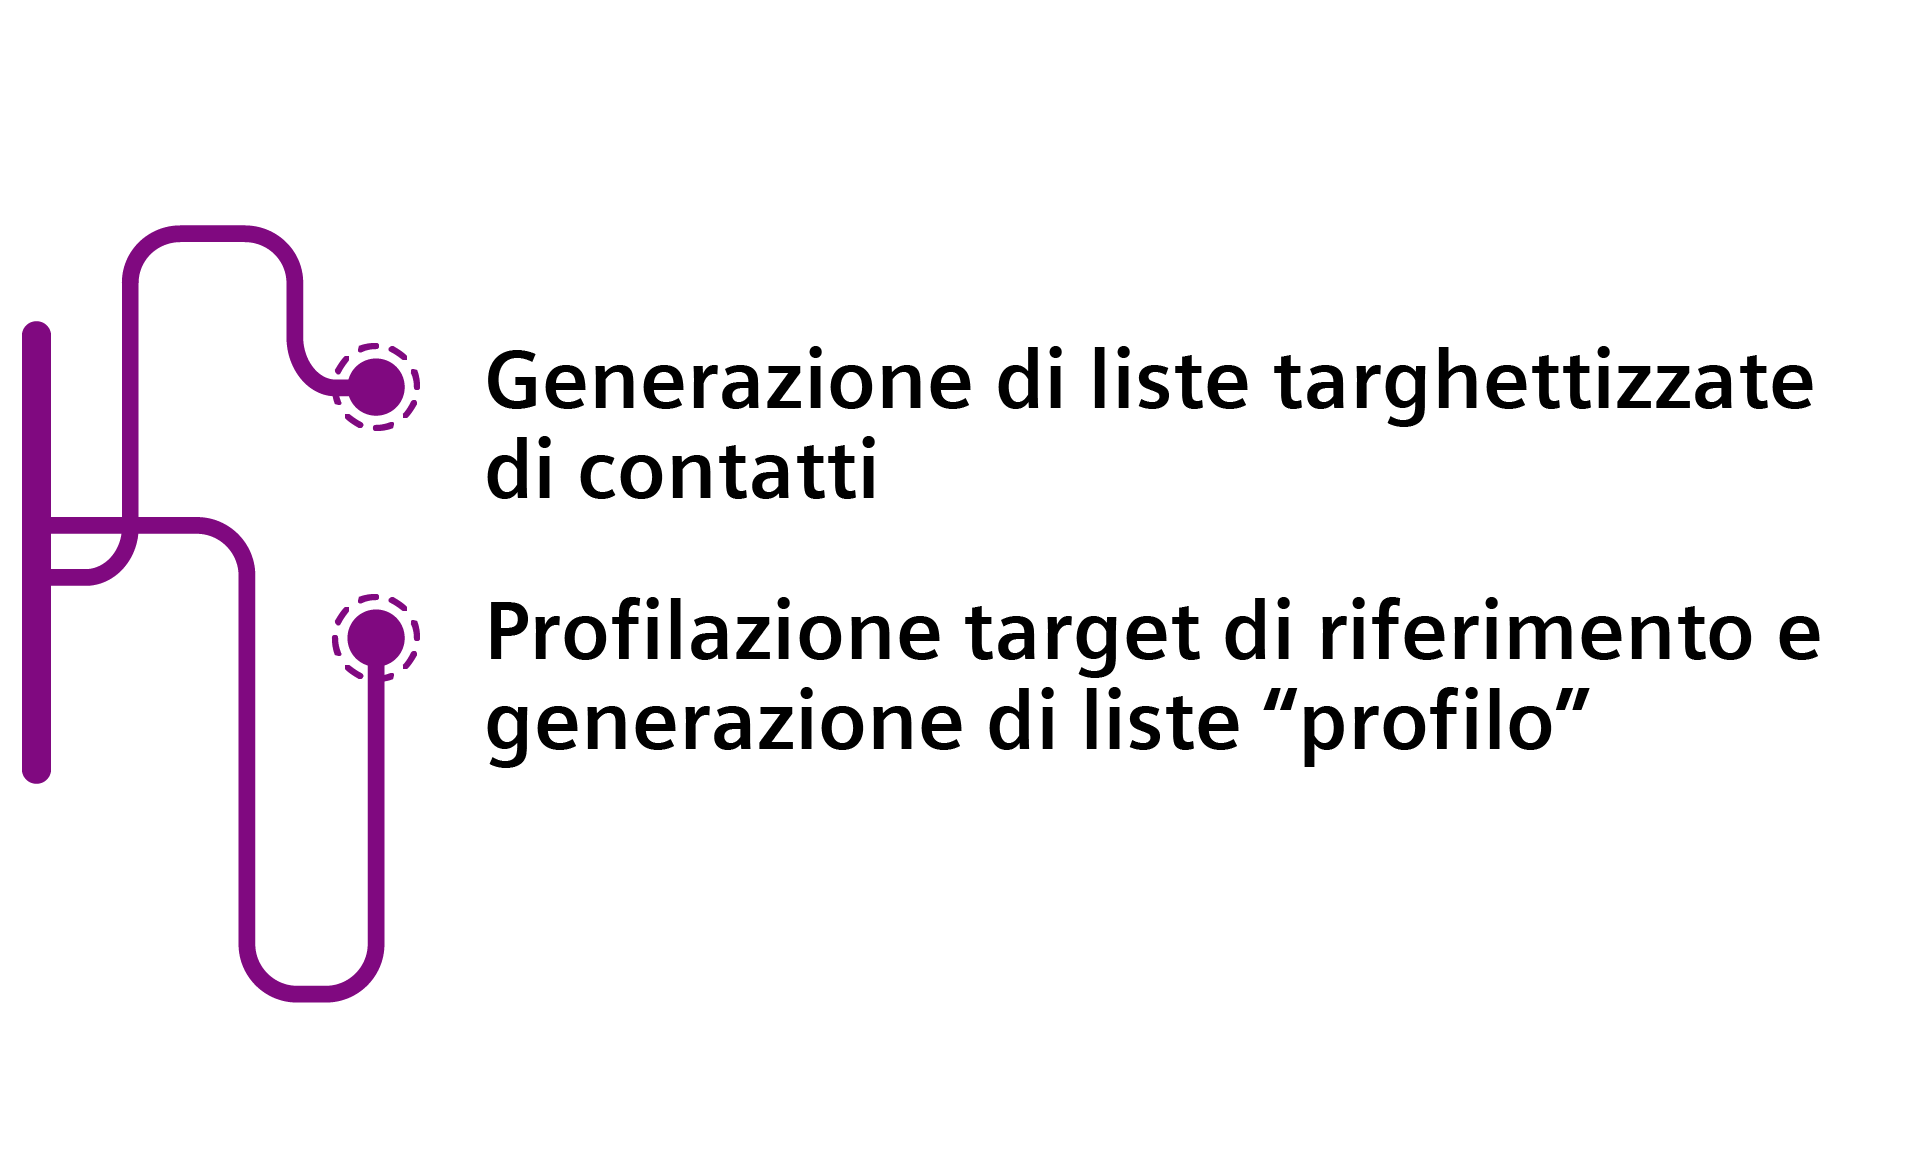 Generazione di liste targhettizzate
di contatti
Profilazione target di riferimento e
generazione di liste “profilo”